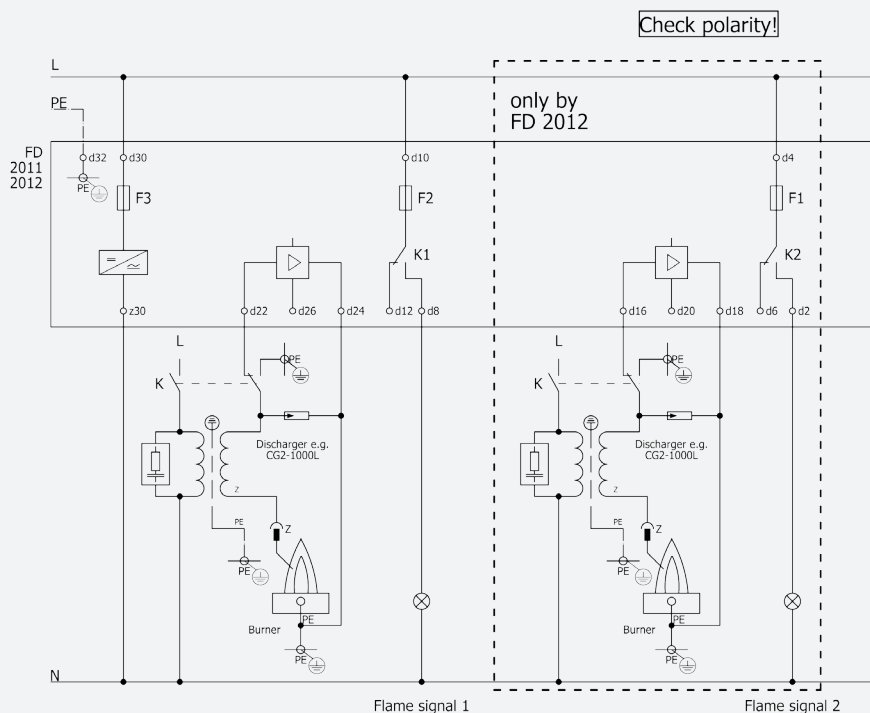 Check polarity!
L
only by
FD 2012
PE
FD
2011
2012
d32
d30
d10
d4
PE
F3
F2
F1
K1
K2
z30
d22
d26
d24
d12
d8
d16
d20
d18
d6
d2
L
PE
L
PE
K
K
Discharger e.g.
CG2-1000L
Discharger e.g.
CG2-1000L
Z
Z
PE
Z
PE
Z
PE
PE
PE
PE
Burner
Burner
PE
PE
N
Flame signal 1
Flame signal 2